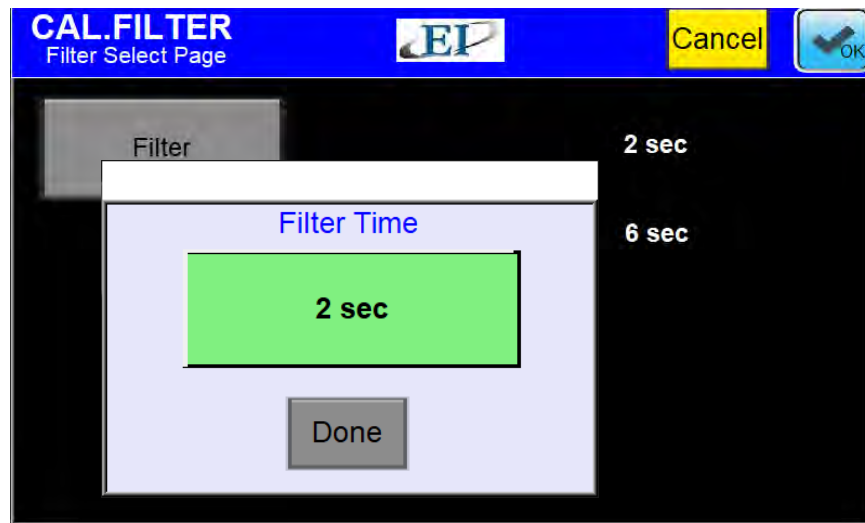 CAL.FILTER
Filter Select Page
EI
Cancel
OK
Filter
2 sec
6 sec
Filter Time
2 sec
Done